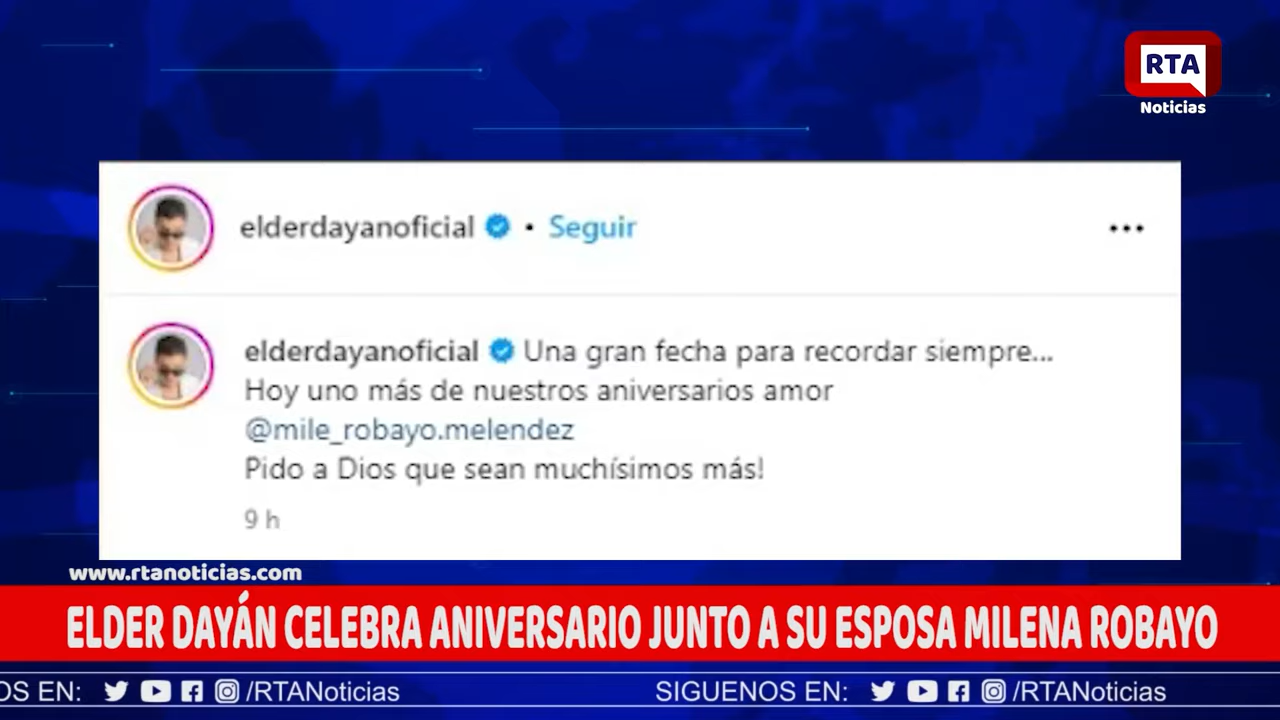 RTA
Noticias
elderdayanoficial • Seguir
elderdayanoficial Una gran fecha para recordar siempre...
Hoy uno más de nuestros aniversarios amor
@mile_robayo.melendez
Pido a Dios que sean muchísimos más!
9 h
www.rtanoticias.com
ELDER DAYÁN CELEBRA ANIVERSARIO JUNTO A SU ESPOSA MILENA ROBAYO
OS EN: /RTANoticias SIGUENOS EN: /RTANoticias